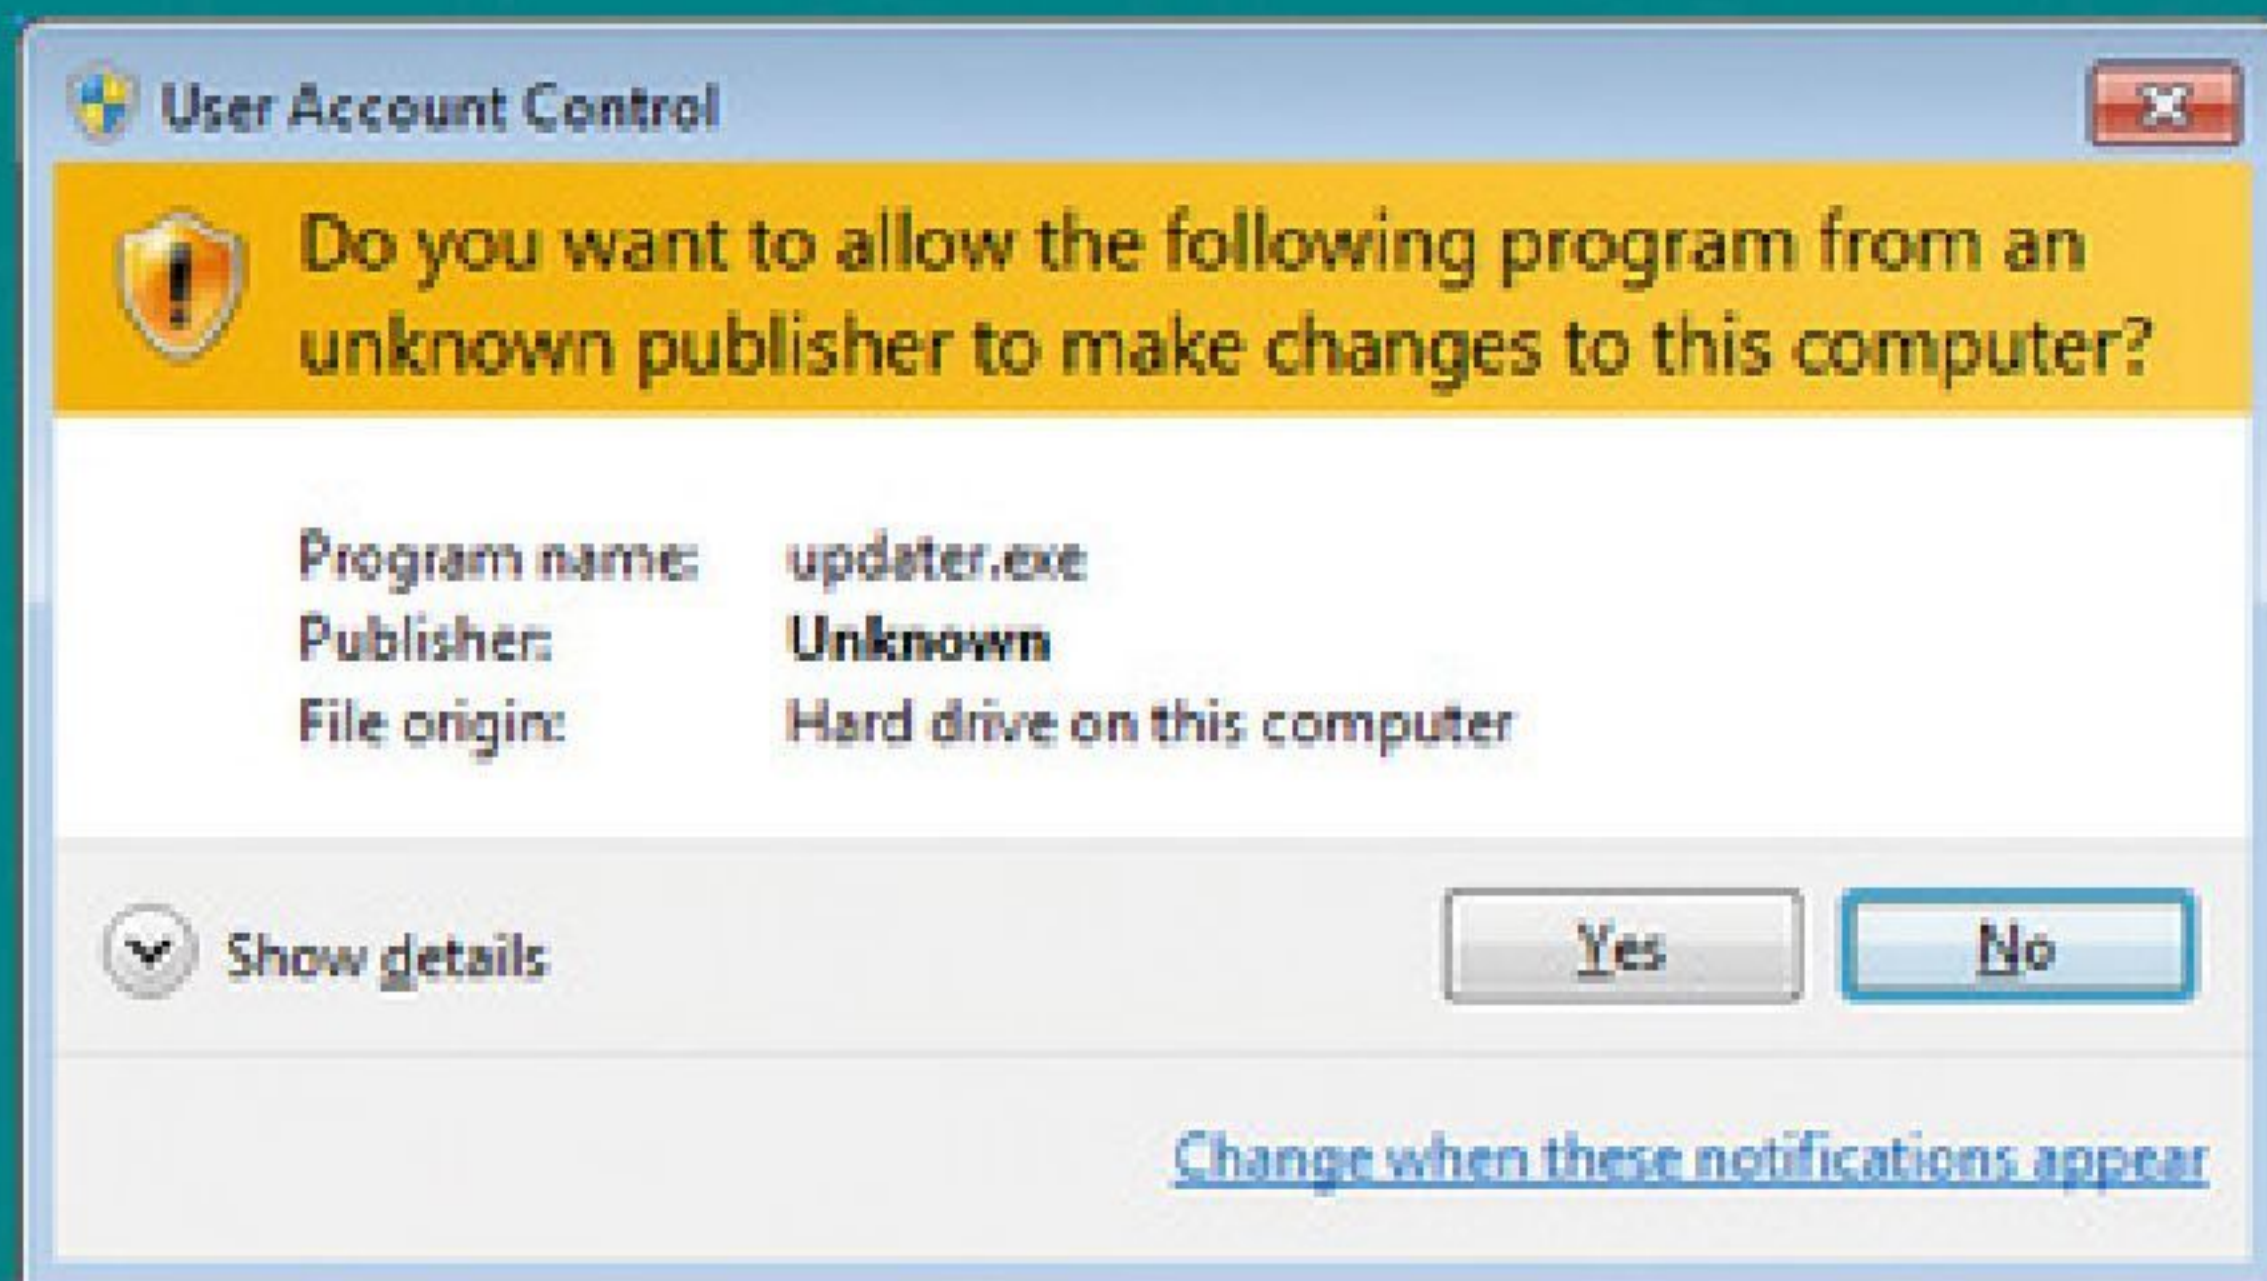 User Account Control
Do you want to allow the following program from an
unknown publisher to make changes to this computer?
Program name: updater.exe
Publisher: Unknown
File origin: Hard drive on this computer
Show details
Yes No
Change when these notifications appear